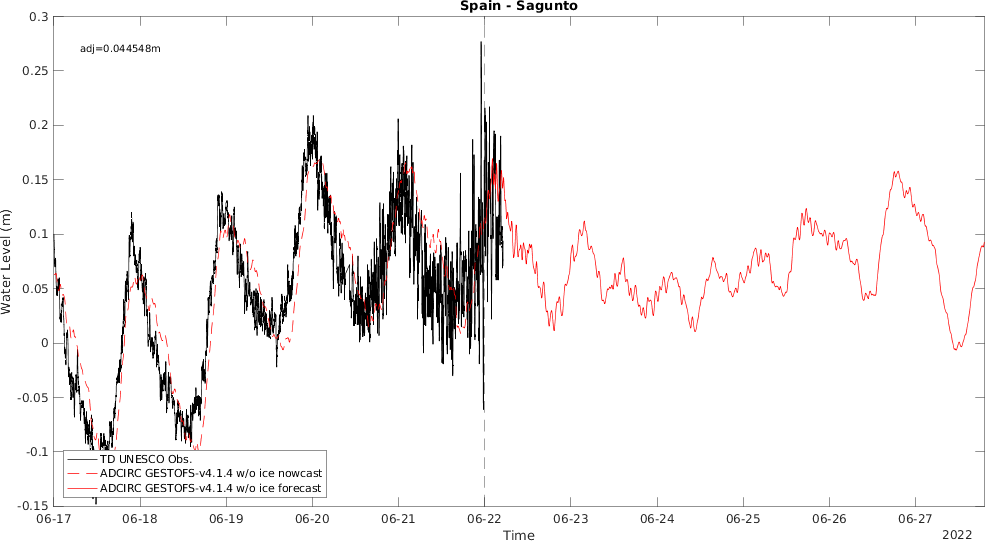 Spain - Sagunto
adj=0.044548m
Water Level (m)
0.3
0.25
0.2
0.15
0.1
0.05
0
-0.05
-0.1
-0.15
TD UNESCO Obs.
ADCIRC GESTOFS-v4.1.4 w/o ice nowcast
ADCIRC GESTOFS-v4.1.4 w/o ice forecast
06-17 06-18 06-19 06-20 06-21 06-22 06-23 06-24 06-25 06-26 06-27
Time
2022